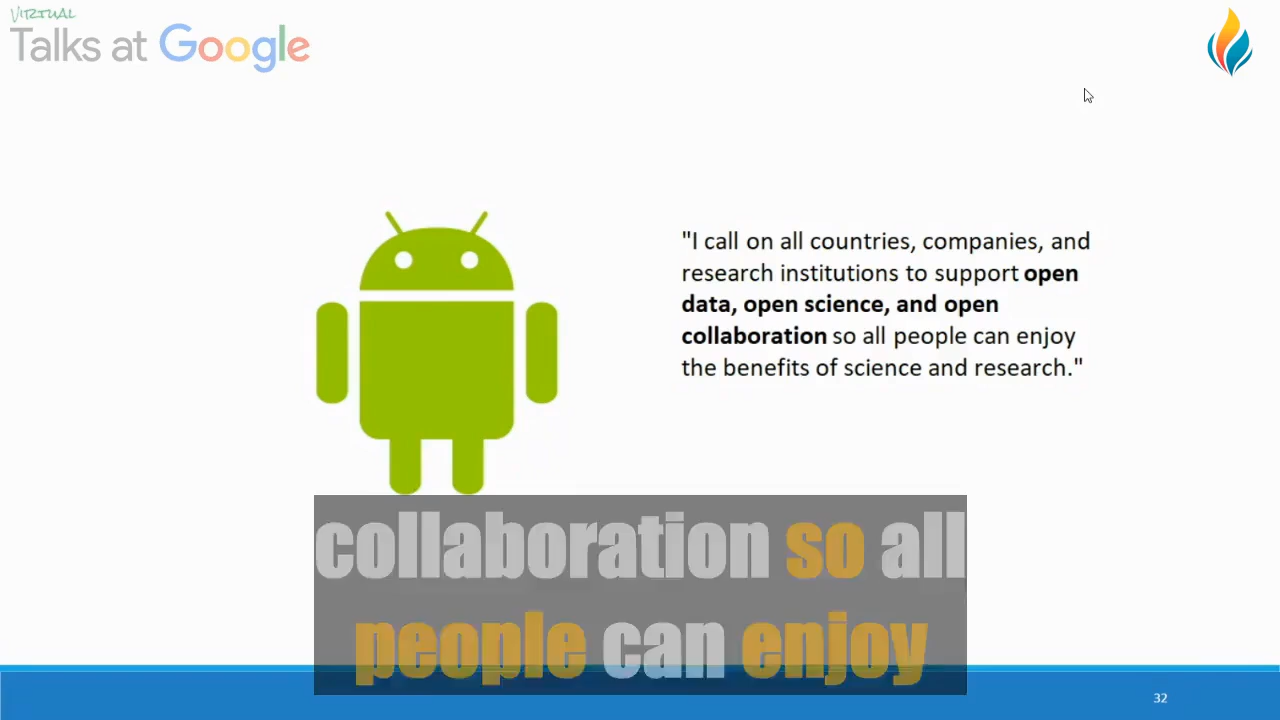 VIRTUAL
Talks at Google
"I call on all countries, companies, and
research institutions to support open
data, open science, and open
collaboration so all people can enjoy
the benefits of science and research."
collaboration so all
people can enjoy
32